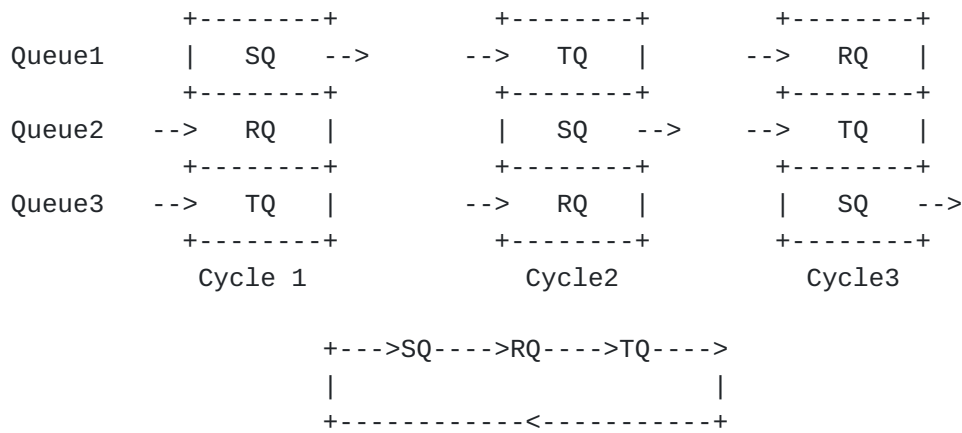 +--------+ +--------+ +--------+
Queue1 | SQ --> --> TQ | --> RQ |
+--------+ +--------+ +--------+
Queue2 --> RQ | | SQ --> --> TQ |
+--------+ +--------+ +--------+
Queue3 --> TQ | --> RQ | | SQ -->
+--------+ +--------+ +--------+
Cycle 1 Cycle2 Cycle3
+--->SQ---->RQ---->TQ---->
| |
+------------<-----------+